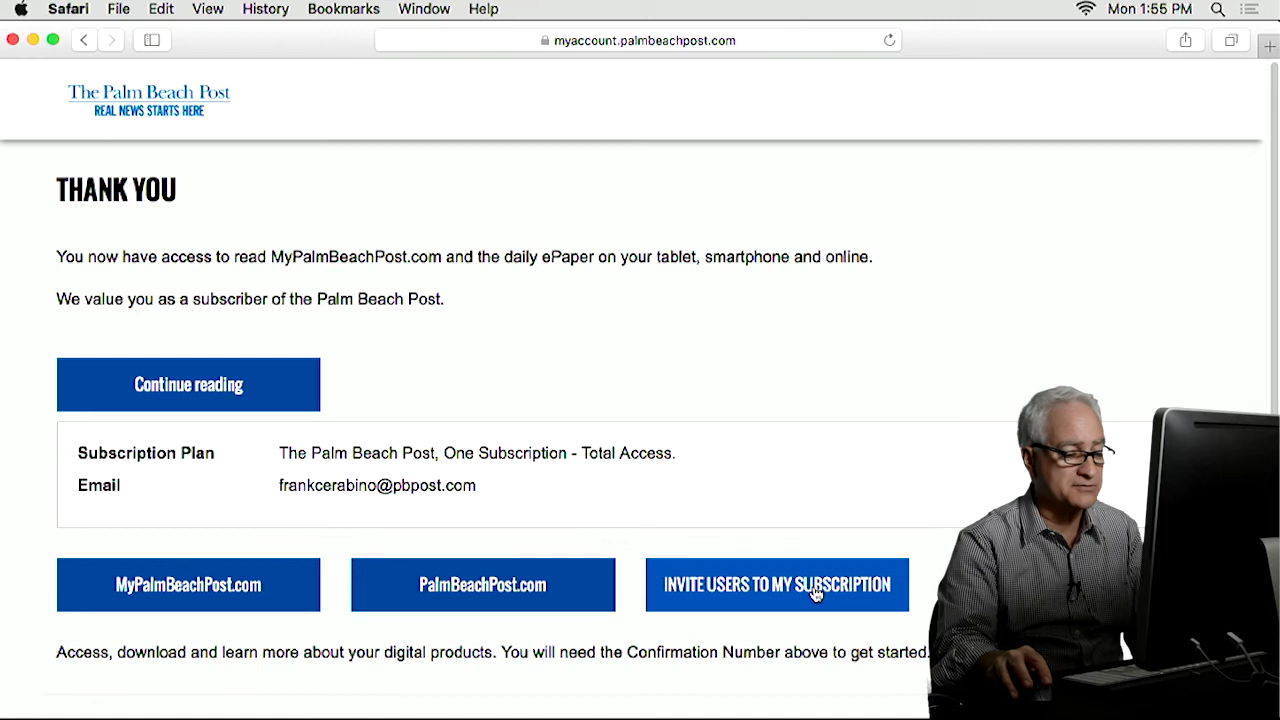 Safari File Edit View History Bookmarks Window Help Mon 1:55 PM
myaccount.palmbeachpost.com
The Palm Beach Post
REAL NEWS STARTS HERE
THANK YOU
You now have access to read MyPalmBeachPost.com and the daily ePaper on your tablet, smartphone and online.
We value you as a subscriber of the Palm Beach Post.
Continue reading
Subscription Plan The Palm Beach Post, One Subscription - Total Access.
Email frankcerabino@pbpost.com
MyPalmBeachPost.com PalmBeachPost.com INVITE USERS TO MY SUBSCRIPTION
Access, download and learn more about your digital products. You will need the Confirmation Number above to get started.